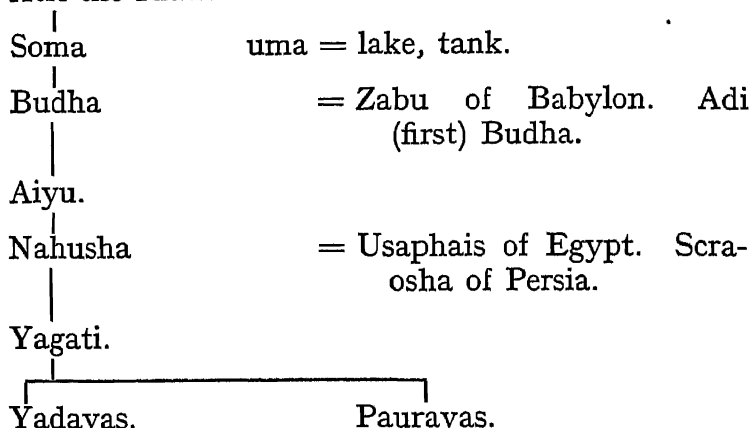 Soma uma = lake, tank.
Budha = Zabu of Babylon. Adi
(first) Budha.
Aiyu.
Nahusha = Usaphais of Egypt. Scra-
osha of Persia.
Yagati.
Yadavas. Pauravas.